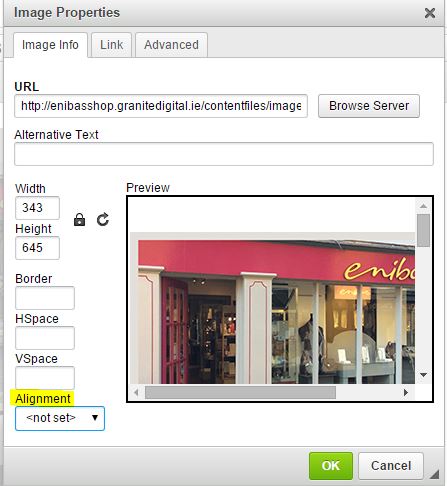 Image Properties
Image Info Link Advanced
URL
http://enibasshop.granitedigital.ie/contentfiles/image
Browse Server
Alternative Text
Width
343
Height
645
Border
HSpace
VSpace
Alignment
<not set>
Preview
eniba
OK Cancel